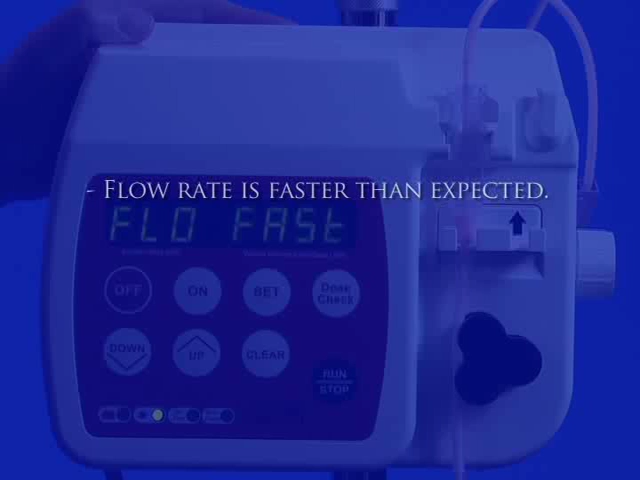 - Flow rate is faster than expected.
FLO FASt
OFF
ON
SET
Dose
Check
DOWN
UP
CLEAR
RUN
STOP